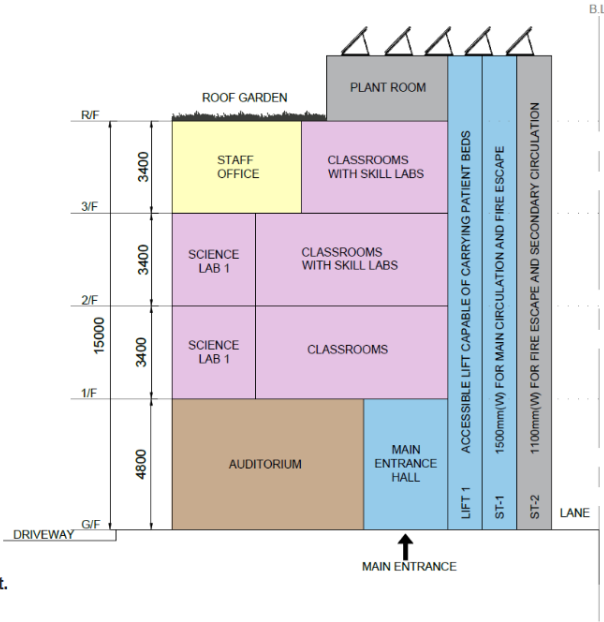 B.L
ROOF GARDEN
PLANT ROOM
R/F
STAFF
OFFICE
CLASSROOMS
WITH SKILL LABS
3400
3/F
SCIENCE
LAB 1
CLASSROOMS
WITH SKILL LABS
3400
2/F
15000
SCIENCE
LAB 1
CLASSROOMS
3400
1/F
AUDITORIUM
MAIN
ENTRANCE
HALL
4800
G/F
LIFT 1 ACCESSIBLE LIFT CAPABLE OF CARRYING PATIENT BEDS
ST-1 1500mm(W) FOR MAIN CIRCULATION AND FIRE ESCAPE
ST-2 1100mm(W) FOR FIRE ESCAPE AND SECONDARY CIRCULATION
LANE
DRIVEWAY
MAIN ENTRANCE
t.